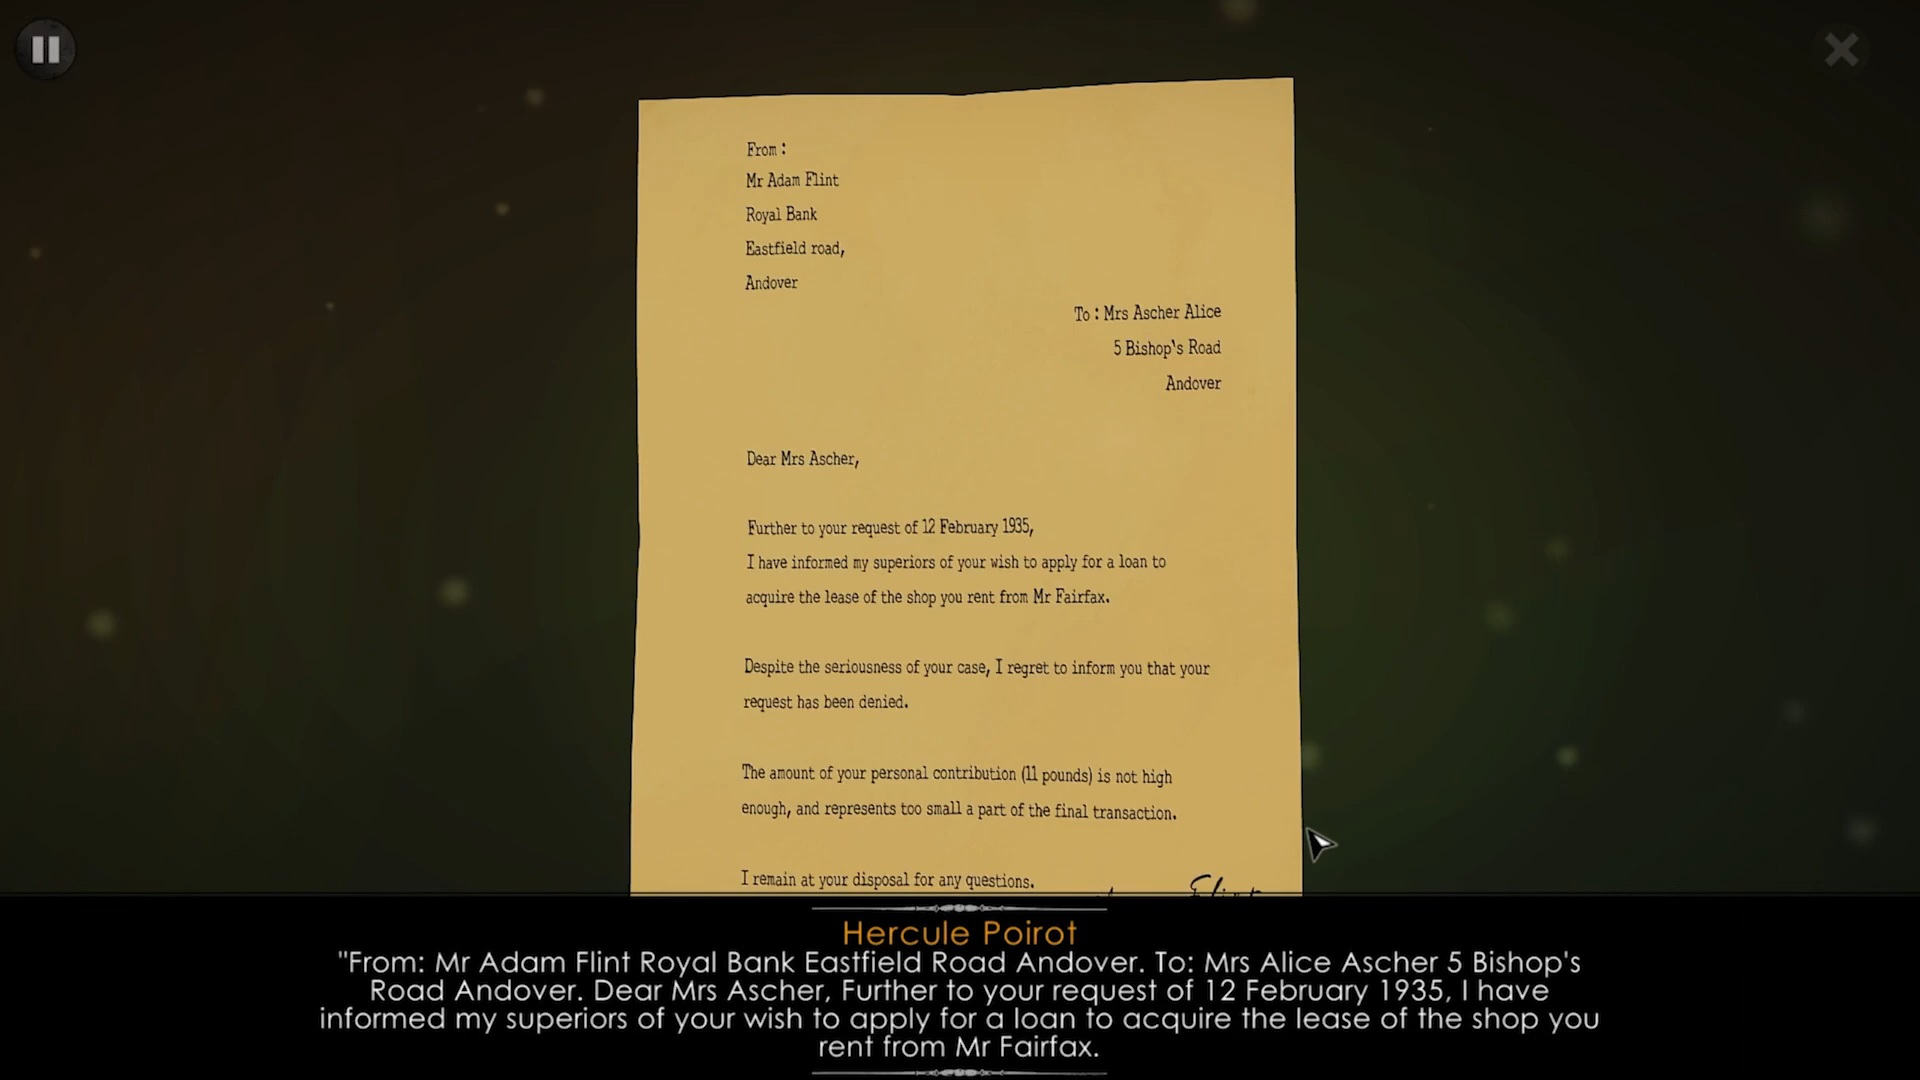 From :
Mr Adam Flint
Royal Bank
Eastfield road,
Andover
To : Mrs Ascher Alice
5 Bishop's Road
Andover
Dear Mrs Ascher,
Further to your request of 12 February 1935,
I have informed my superiors of your wish to apply for a loan to
acquire the lease of the shop you rent from Mr Fairfax.
Despite the seriousness of your case, I regret to inform you that your
request has been denied.
The amount of your personal contribution (11 pounds) is not high
enough, and represents too small a part of the final transaction.
I remain at your disposal for any questions.
Flint
Hercule Poirot
"From: Mr Adam Flint Royal Bank Eastfield Road Andover. To: Mrs Alice Ascher 5 Bishop's
Road Andover. Dear Mrs Ascher, Further to your request of 12 February 1935, I have
informed my superiors of your wish to apply for a loan to acquire the lease of the shop you
rent from Mr Fairfax.